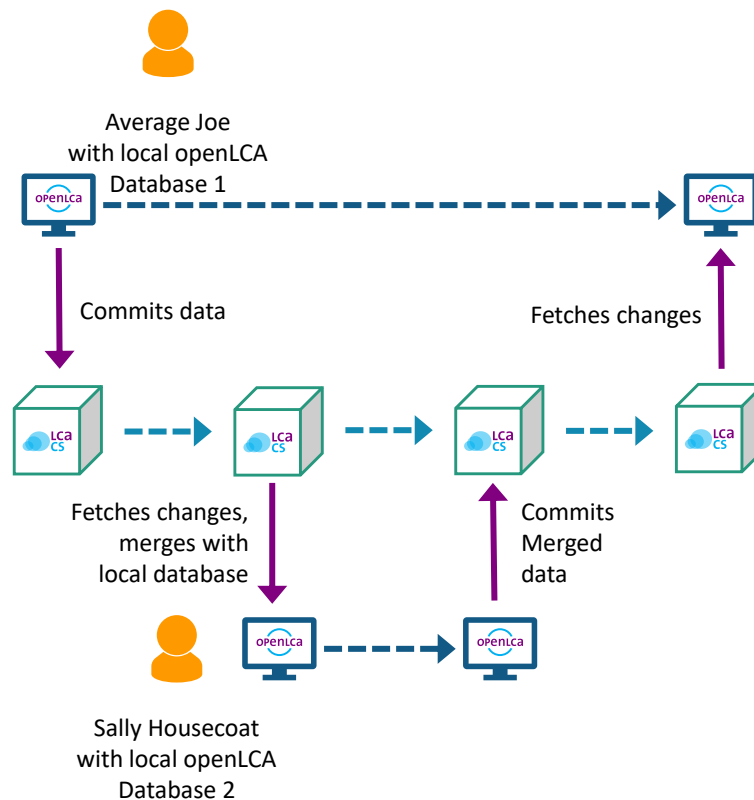 Average Joe
with local openLCA
Database 1
openLca
openLca
Commits data
Fetches changes
LCa
CS
LCa
CS
LCa
CS
LCa
CS
Fetches changes,
merges with
local database
Commits
Merged
data
openLca
openLca
Sally Housecoat
with local openLCA
Database 2